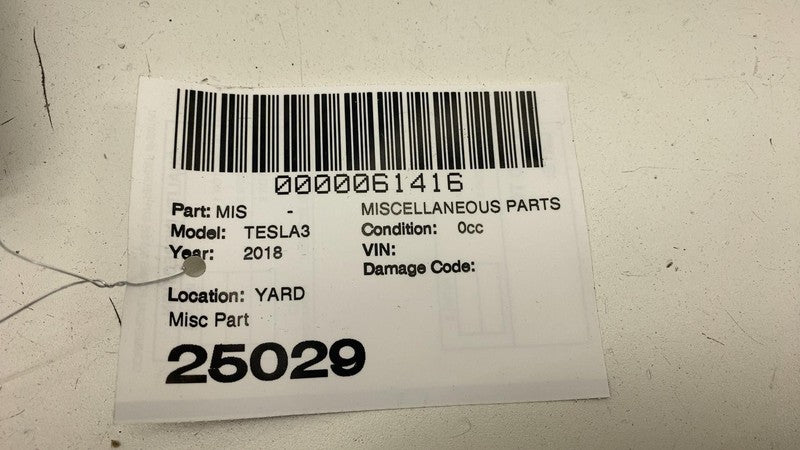 0000061416
Part: MIS - MISCELLANEOUS PARTS
Model: TESLA3 Condition: 0cc
Year: 2018 VIN:
Damage Code:
Location: YARD
Misc Part
25029